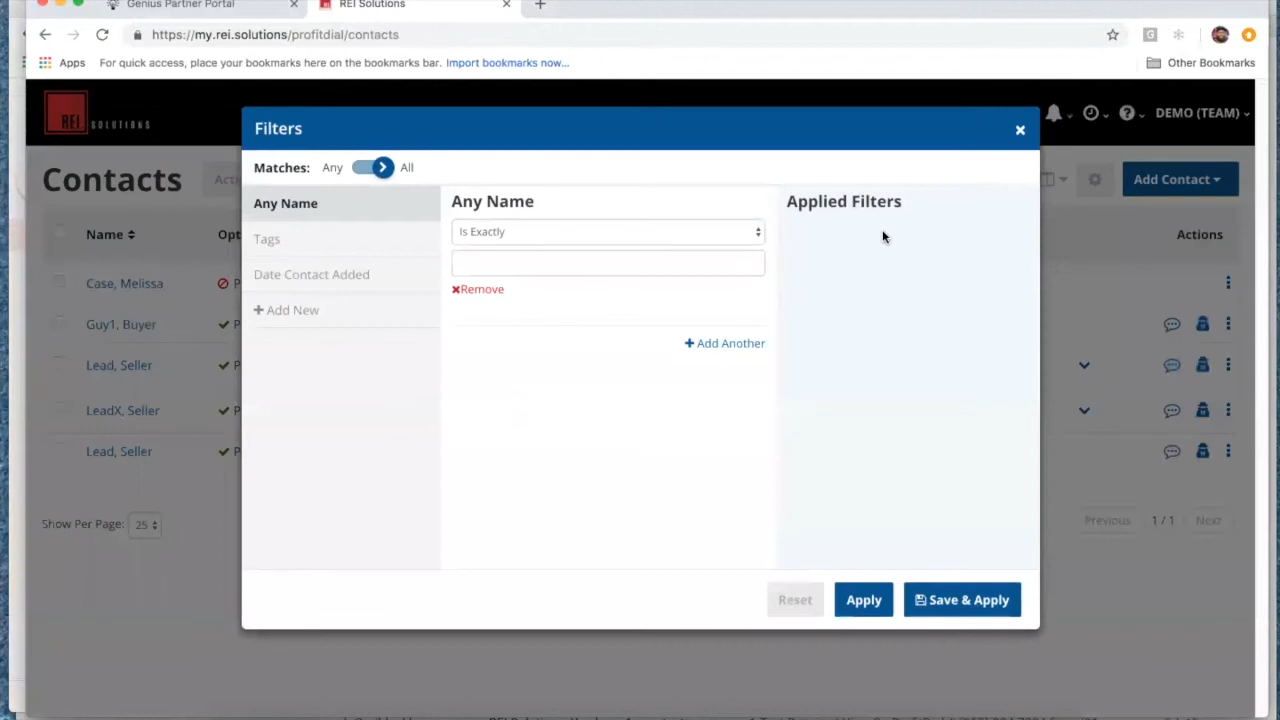 Genius Partner Portal
REI Solutions
https://my.rei.solutions/profitdial/contacts
Apps
For quick access, place your bookmarks here on the bookmarks bar. Import bookmarks now...
Other Bookmarks
REI SOLUTIONS
DEMO (TEAM)
Filters
Matches: Any All
Contacts
Add Contact
Any Name
Tags
Date Contact Added
Add New
Any Name
Is Exactly
Remove
Add Another
Applied Filters
Name
Actions
Case, Melissa
Guy1, Buyer
Lead, Seller
LeadX, Seller
Lead, Seller
Show Per Page: 25
Previous 1 / 1 Next
Reset
Apply
Save & Apply